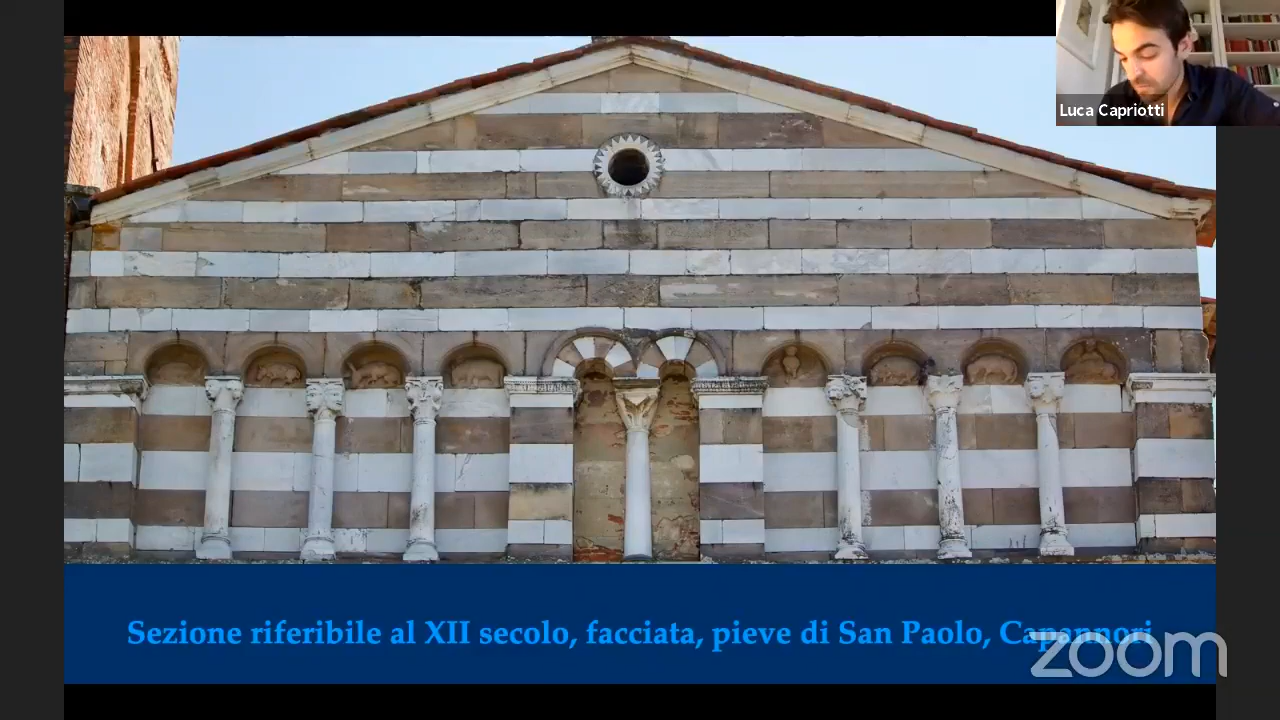 Luca Capriotti
Sezione riferibile al XII secolo, facciata, pieve di San Paolo, Capannori
zoom